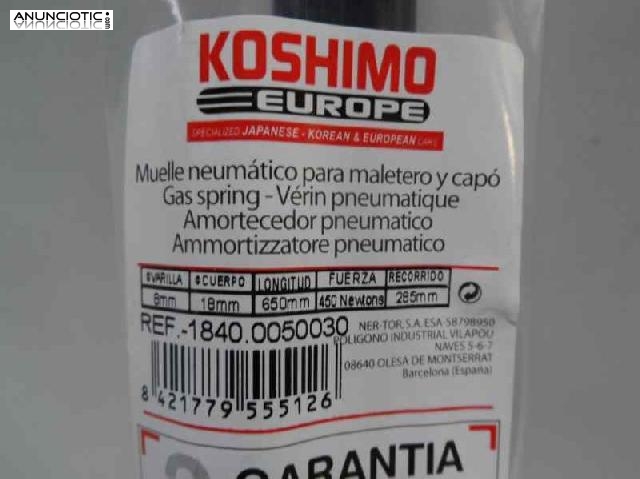 ANUNCIOTIC.com
KOSHIMO
EUROPE
SPECIALIZED JAPANESE - KOREAN & EUROPEAN CARS
Muelle neumático para maletero y capó
Gas spring - Vérin pneumatique
Amortecedor pneumatico
Ammortizzatore pneumatico
ØVARILLA ØCUERPO LONGITUD FUERZA RECORRIDO
8mm 18mm 650mm 450 Newtons 285mm
REF.-1840.0050030
NER-TOR, S.A. ESA-58798950
POLIGONO INDUSTRIAL VILAPOU
NAVES 5-6-7
08640 OLESA DE MONTSERRAT
Barcelona (España)
8 421779 555126
GARANTIA